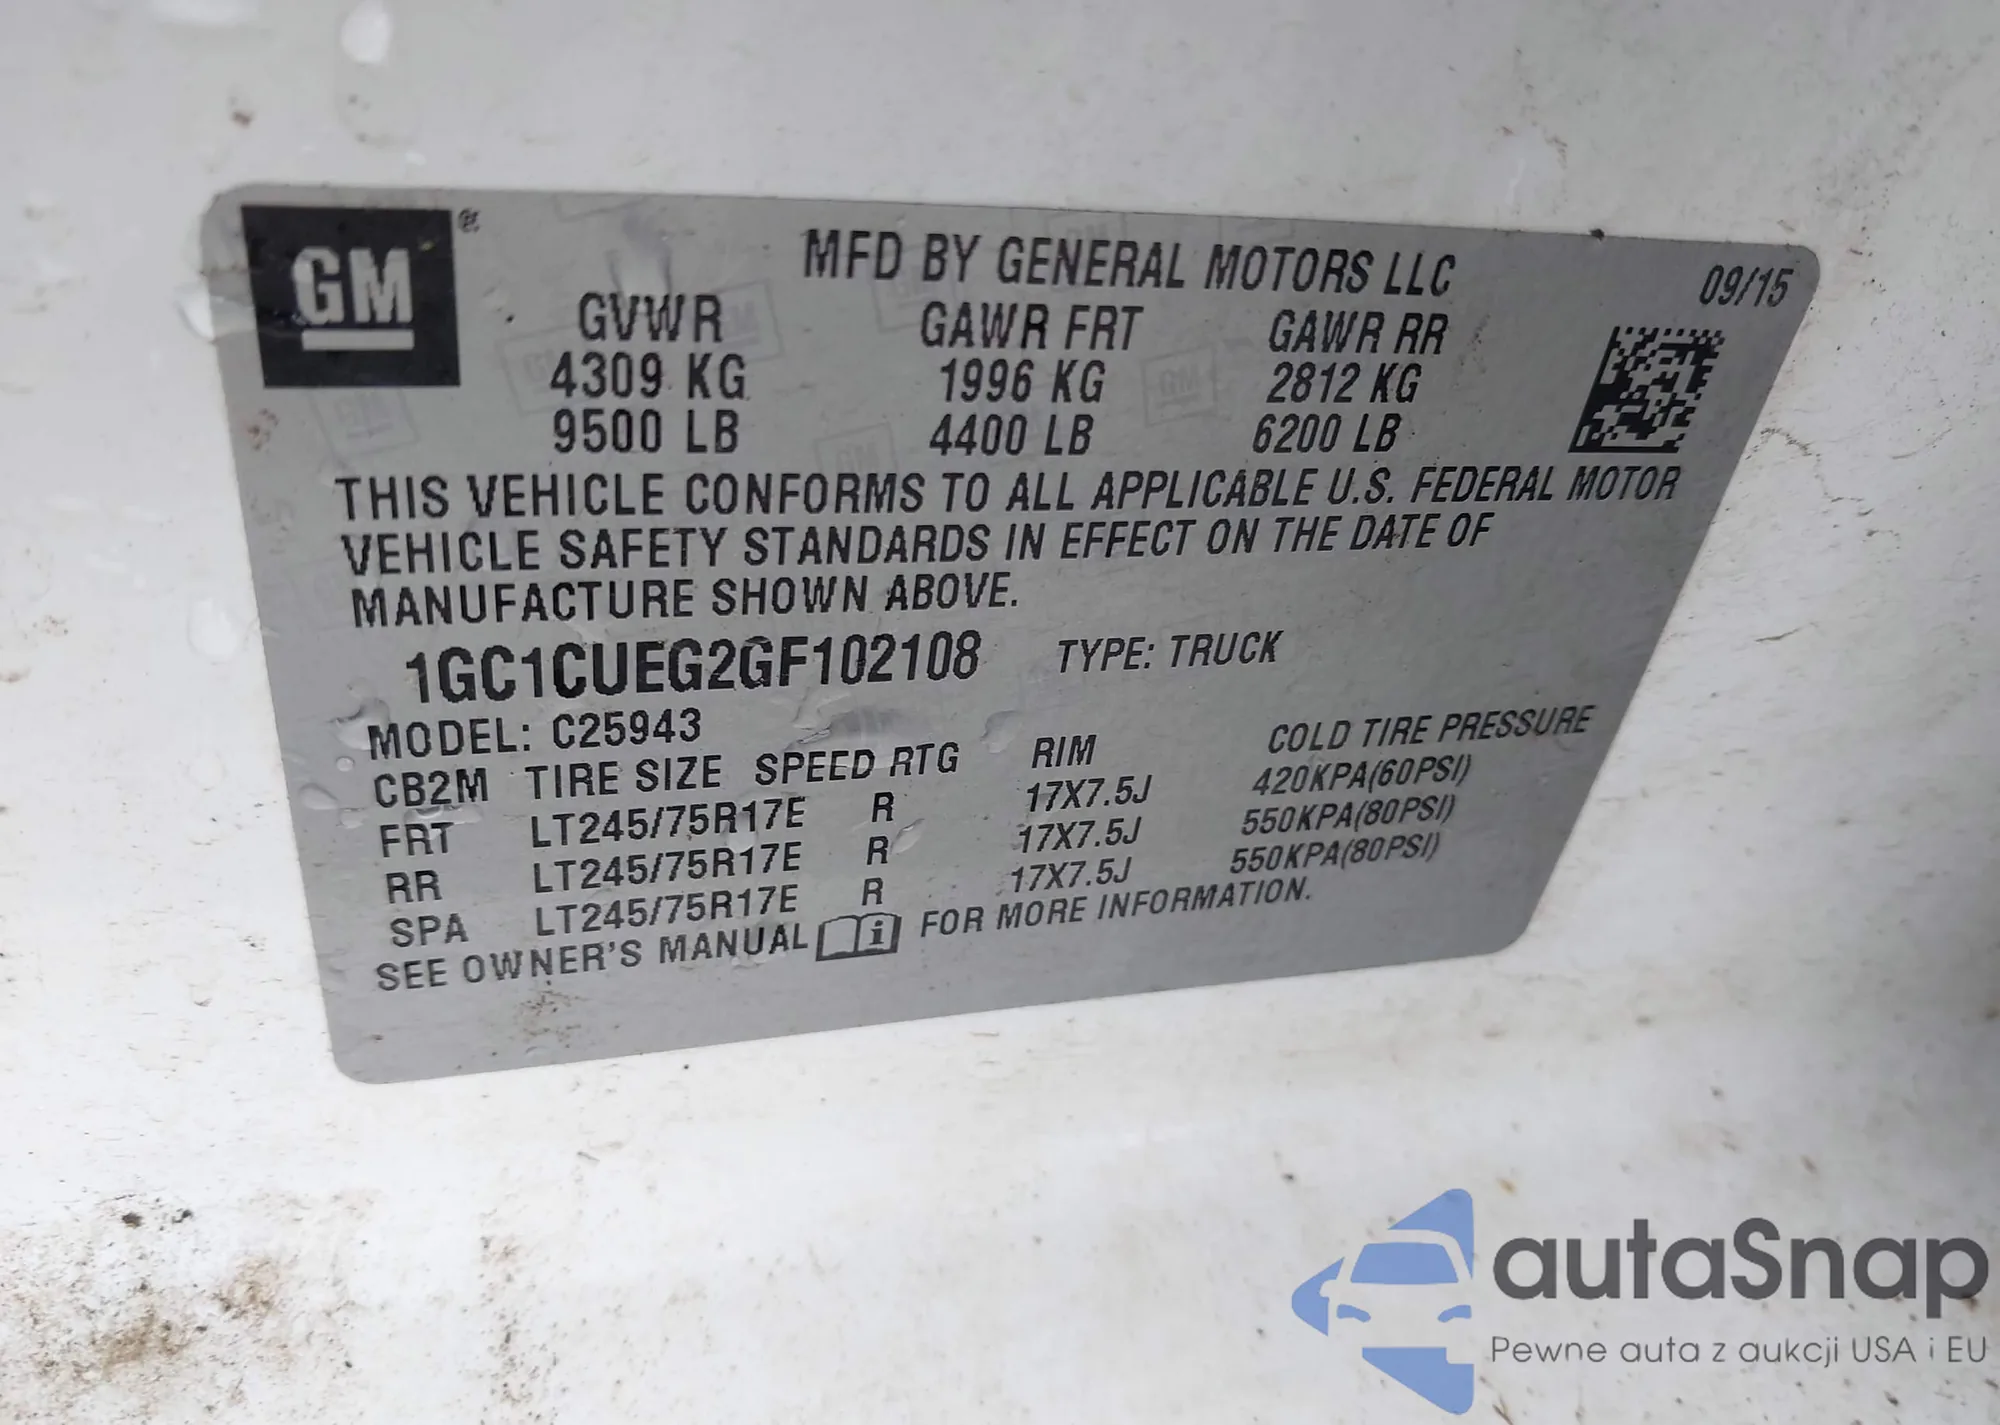 GM®
MFD BY GENERAL MOTORS LLC 09/15
GVWR GAWR FRT GAWR RR
4309 KG 1996 KG 2812 KG
9500 LB 4400 LB 6200 LB
THIS VEHICLE CONFORMS TO ALL APPLICABLE U.S. FEDERAL MOTOR
VEHICLE SAFETY STANDARDS IN EFFECT ON THE DATE OF
MANUFACTURE SHOWN ABOVE.
1GC1CUEG2GF102108 TYPE: TRUCK
MODEL: C25943
CB2M TIRE SIZE SPEED RTG RIM COLD TIRE PRESSURE
FRT LT245/75R17E R 17X7.5J 420KPA(60PSI)
RR LT245/75R17E R 17X7.5J 550KPA(80PSI)
SPA LT245/75R17E R 17X7.5J 550KPA(80PSI)
SEE OWNER'S MANUAL i FOR MORE INFORMATION.
autaSnap
Pewne auta z aukcji USA i EU